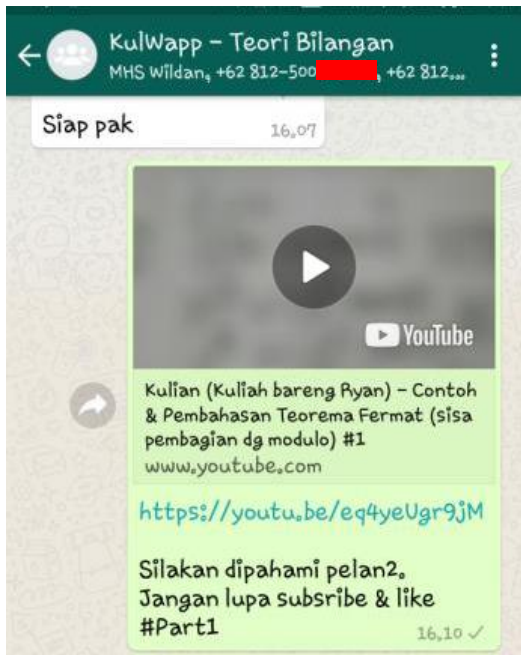 KulWapp – Teori Bilangan
MHS Wildan, +62 812-500 , +62 812...
Siap pak
16.07
YouTube
Kulian (Kuliah bareng Ryan) – Contoh
& Pembahasan Teorema Fermat (sisa
pembagian dg modulo) #1
www.youtube.com
https://youtu.be/eq4yeUgr9jM
Silakan dipahami pelan2.
Jangan lupa subsribe & like
#Part1
16.10